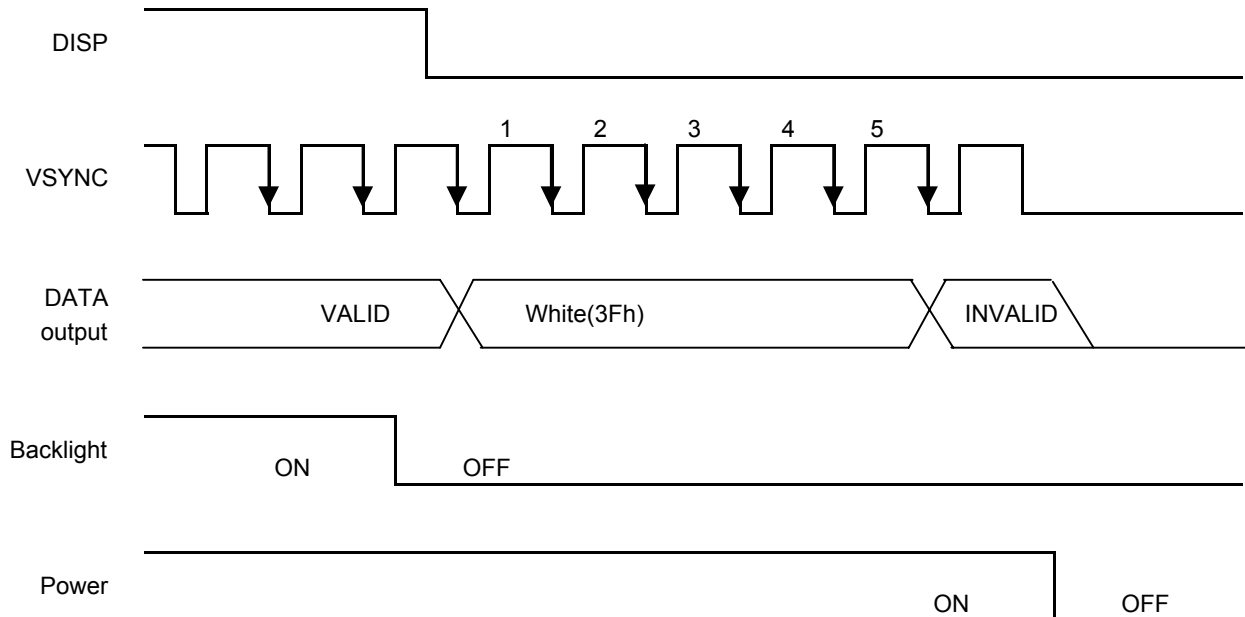 DISP
1 2 3 4 5
VSYNC
DATA
output
VALID White(3Fh) INVALID
Backlight
ON OFF
Power
ON OFF